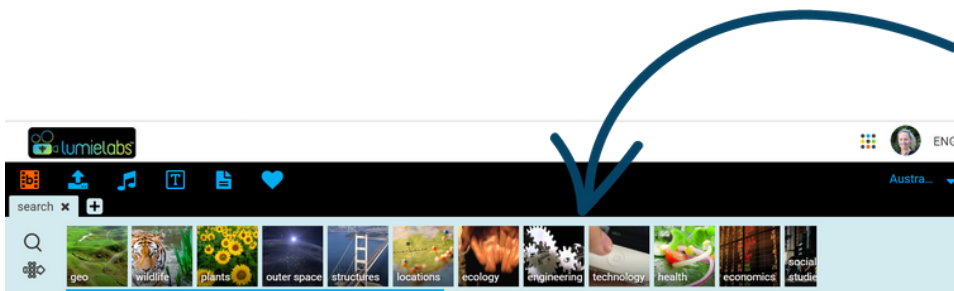 lumielabs
ENG
b T
Austra...
search
geo wildlife plants outer space structures locations ecology engineering technology health economics social
studie